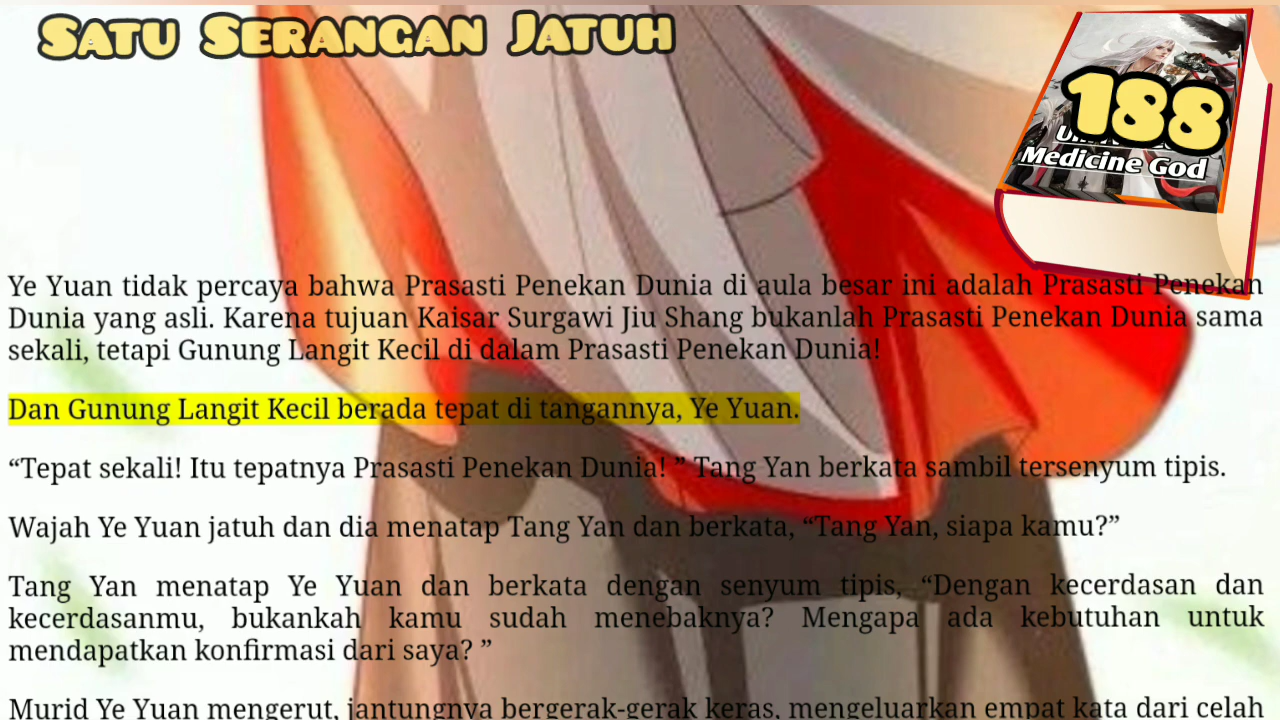 SATU SERANGAN JATUH
188
Medicine God
Ye Yuan tidak percaya bahwa Prasasti Penekan Dunia di aula besar ini adalah Prasasti Penekan
Dunia yang asli. Karena tujuan Kaisar Surgawi Jiu Shang bukanlah Prasasti Penekan Dunia sama
sekali, tetapi Gunung Langit Kecil di dalam Prasasti Penekan Dunia!
Dan Gunung Langit Kecil berada tepat di tangannya, Ye Yuan.
“Tepat sekali! Itu tepatnya Prasasti Penekan Dunia! ” Tang Yan berkata sambil tersenyum tipis.
Wajah Ye Yuan jatuh dan dia menatap Tang Yan dan berkata, “Tang Yan, siapa kamu?”
Tang Yan menatap Ye Yuan dan berkata dengan senyum tipis, “Dengan kecerdasan dan
kecerdasanmu, bukankah kamu sudah menebaknya? Mengapa ada kebutuhan untuk
mendapatkan konfirmasi dari saya? ”
Murid Ye Yuan mengerut, jantungnya bergerak-gerak keras, mengeluarkan empat kata dari celah